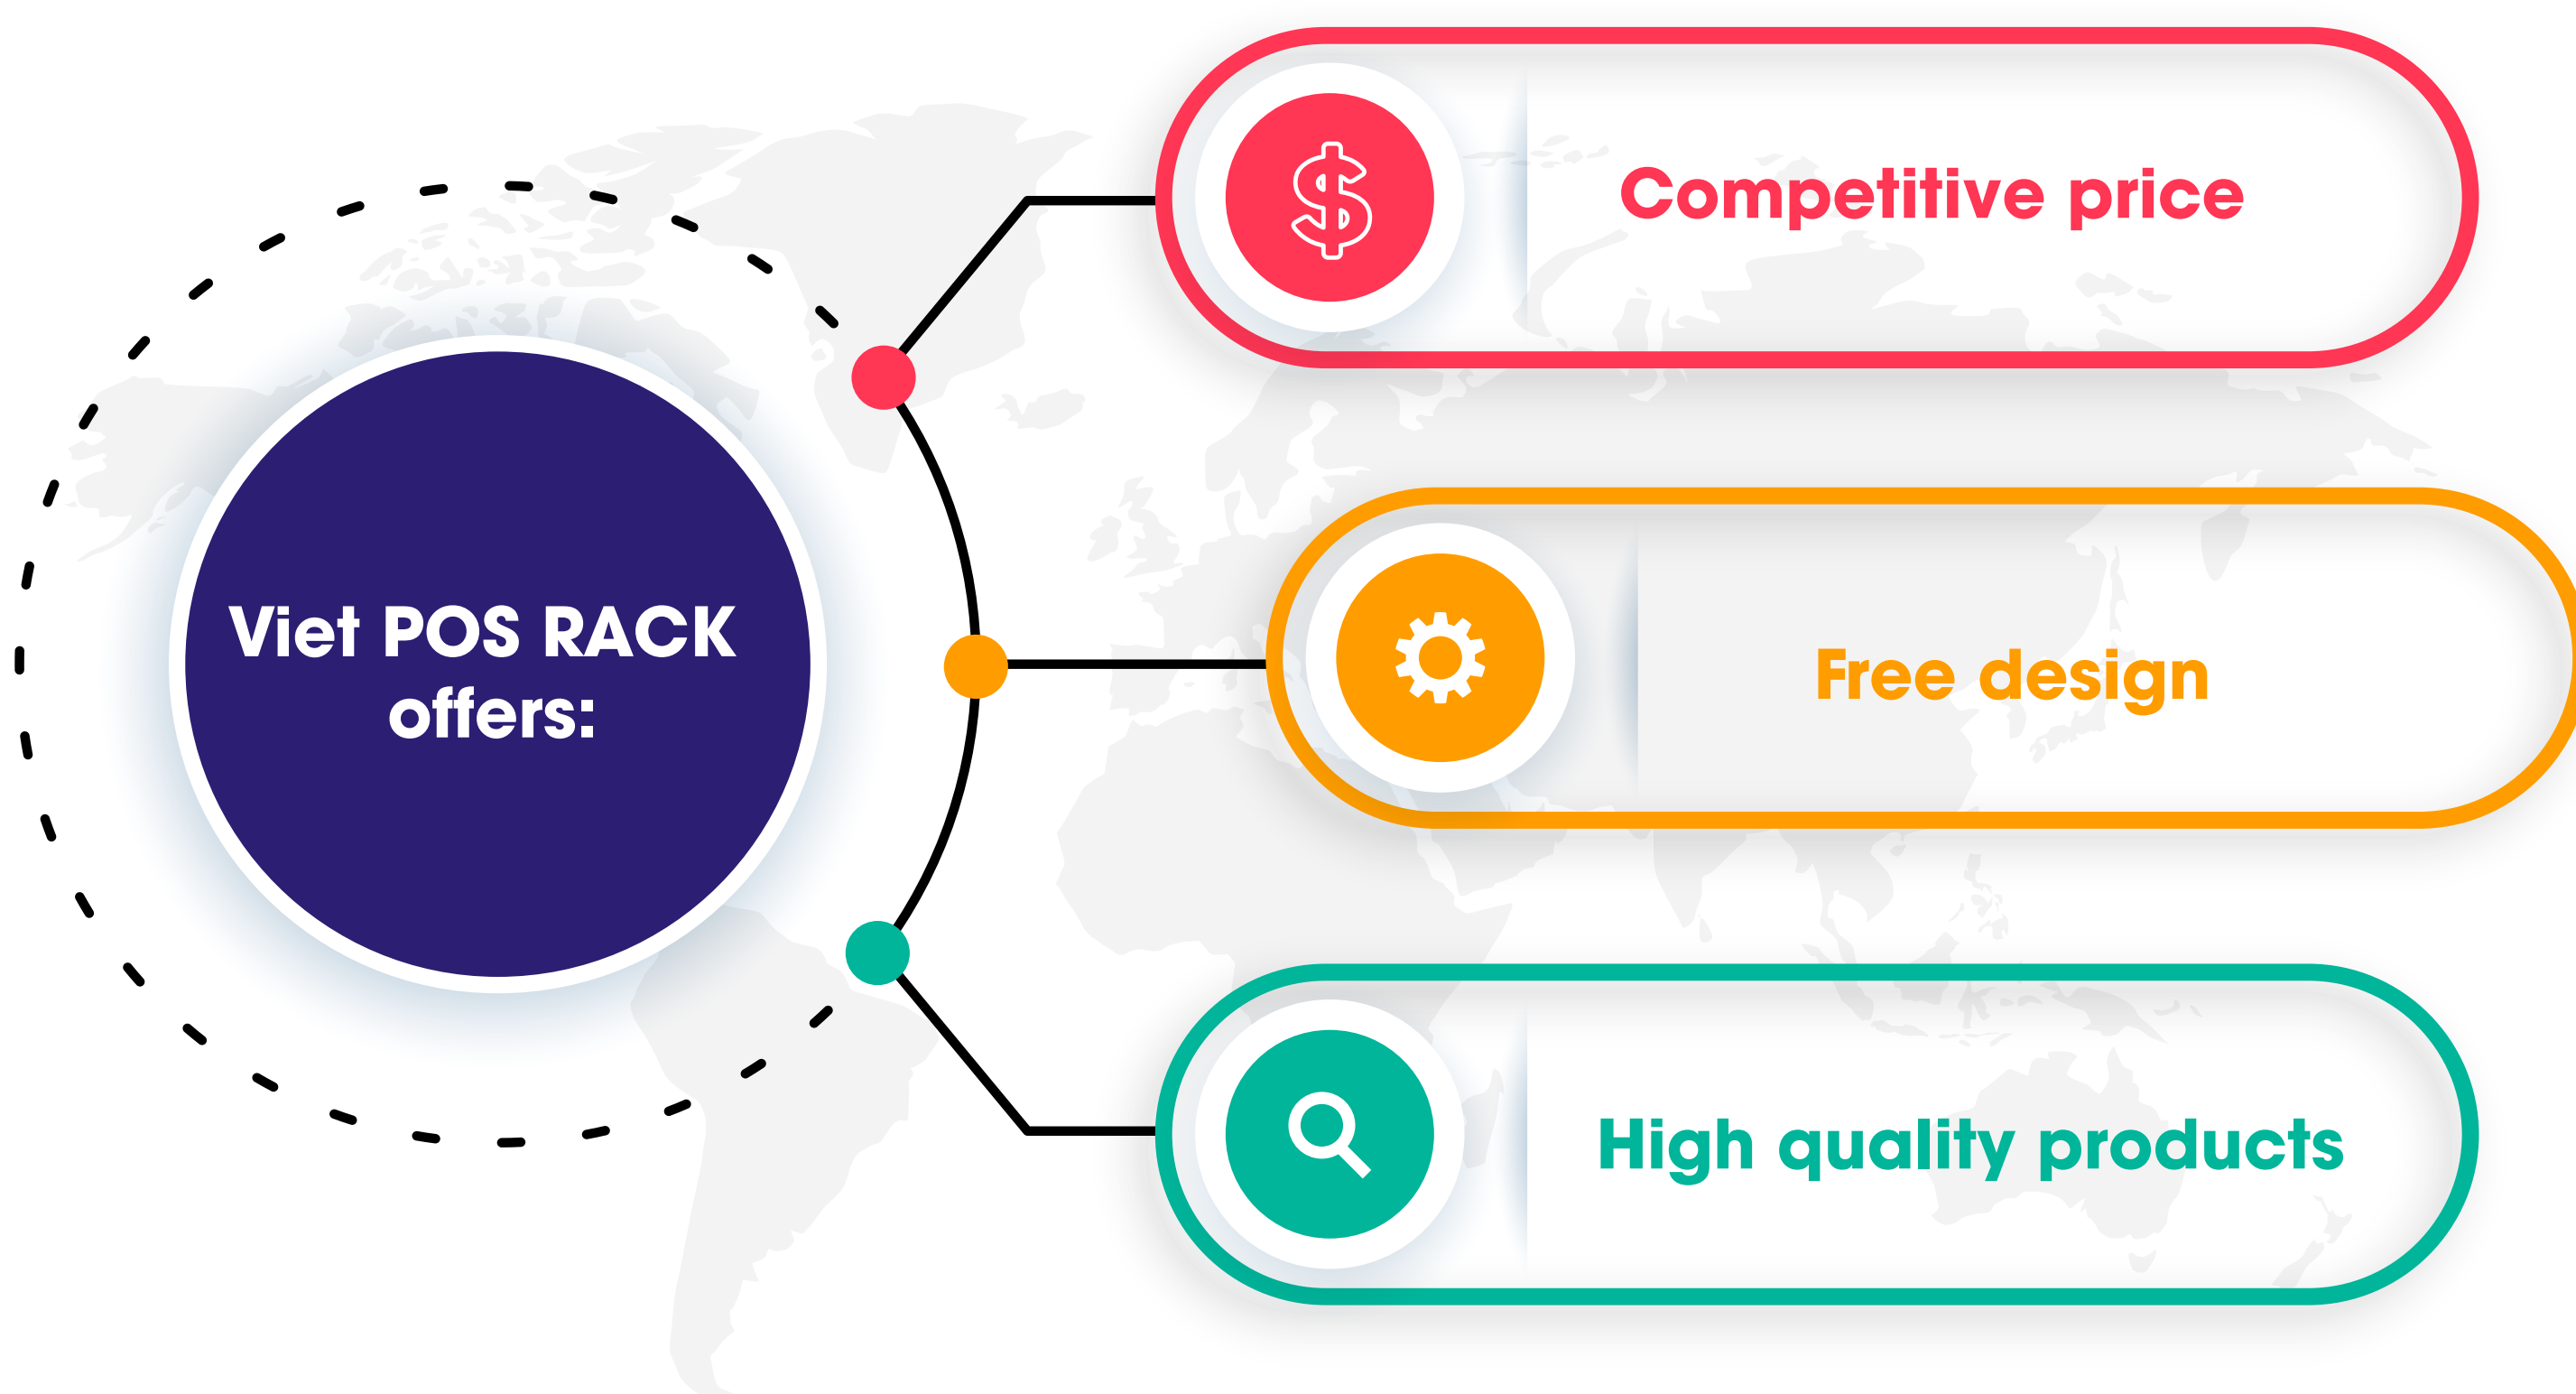 Viet POS RACK
offers:
Competitive price
Free design
High quality products